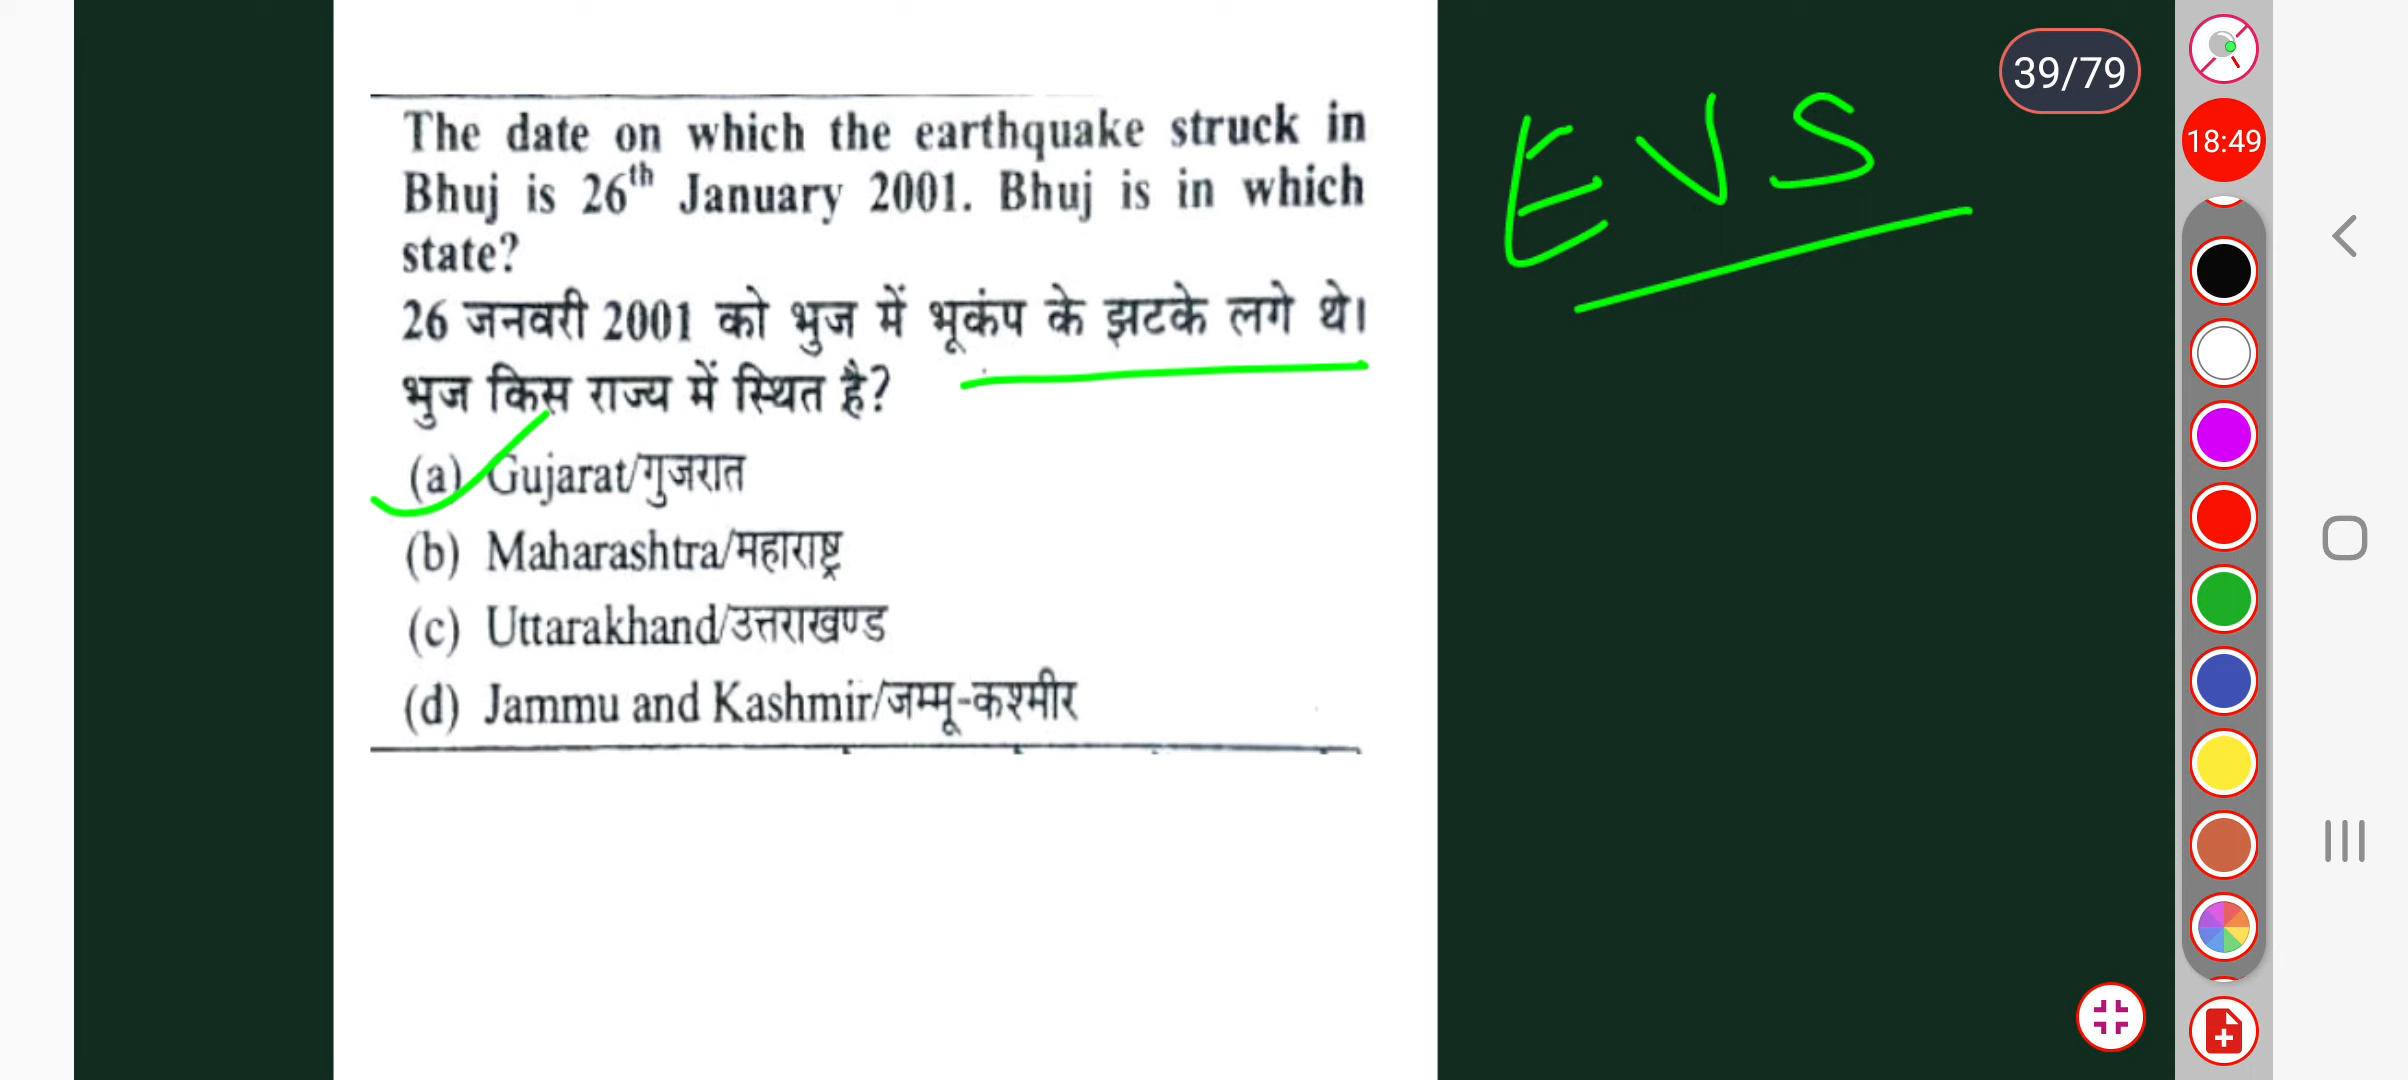 The date on which the earthquake struck in
Bhuj is 26th January 2001. Bhuj is in which
state?
26 जनवरी 2001 को भुज में भूकंप के झटके लगे थे।
भुज किस राज्य में स्थित है?
(a) Gujarat/गुजरात
(b) Maharashtra/महाराष्ट्र
(c) Uttarakhand/उत्तराखण्ड
(d) Jammu and Kashmir/जम्मू-कश्मीर
EVS
39/79
18:49